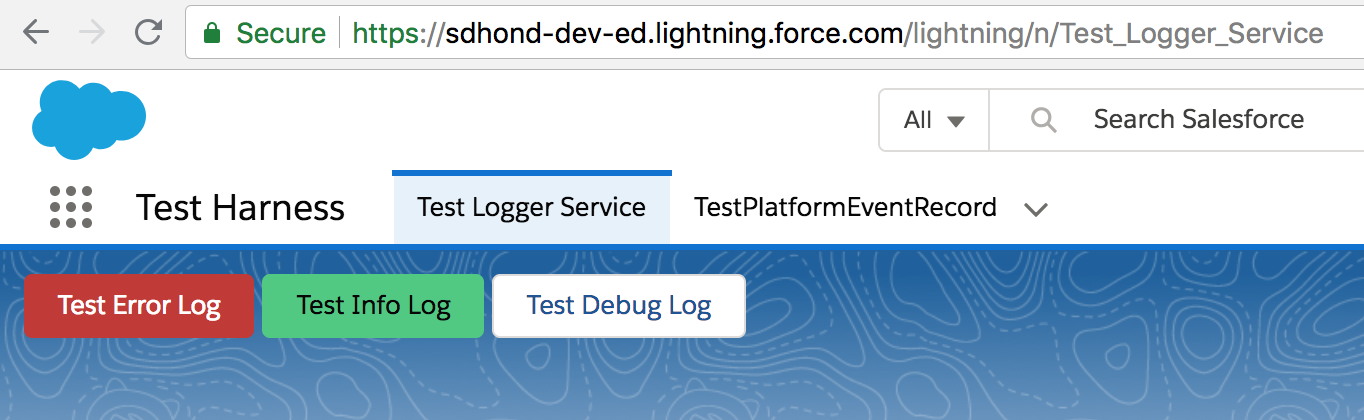 Secure https://sdhond-dev-ed.lightning.force.com/lightning/n/Test_Logger_Service
All Search Salesforce
Test Harness Test Logger Service TestPlatformEventRecord
Test Error Log Test Info Log Test Debug Log